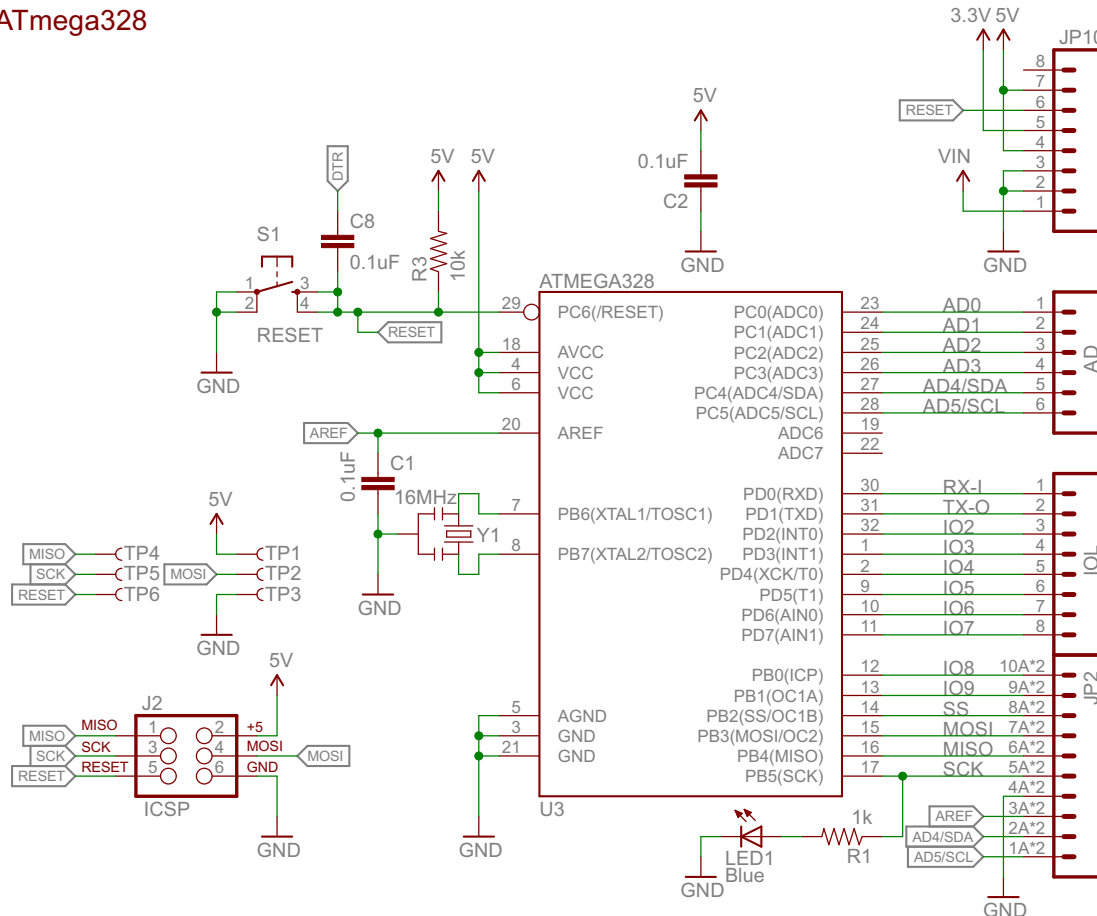 ATmega328
3.3V 5V
JP10
8
7
RESET 6
5
4
VIN 3
2
1
GND
5V
0.1uF
C2
GND
DTR
5V 5V
C8
0.1uF
S1
1 3
2 4
RESET
R3
10k
RESET
GND
ATMEGA328
29 PC6(/RESET)
18 AVCC
4 VCC
6 VCC
20 AREF
7 PB6(XTAL1/TOSC1)
8 PB7(XTAL2/TOSC2)
5 AGND
3 GND
21 GND
U3
GND
PC0(ADC0) 23 AD0 1
PC1(ADC1) 24 AD1 2
PC2(ADC2) 25 AD2 3
PC3(ADC3) 26 AD3 4
PC4(ADC4/SDA) 27 AD4/SDA 5
PC5(ADC5/SCL) 28 AD5/SCL 6
ADC6 19
ADC7 22
AD
PD0(RXD) 30 RX-I 1
PD1(TXD) 31 TX-O 2
PD2(INT0) 32 IO2 3
PD3(INT1) 1 IO3 4
PD4(XCK/T0) 2 IO4 5
PD5(T1) 9 IO5 6
PD6(AIN0) 10 IO6 7
PD7(AIN1) 11 IO7 8
IOL
PB0(ICP) 12 IO8 10A*2
PB1(OC1A) 13 IO9 9A*2
PB2(SS/OC1B) 14 SS 8A*2
PB3(MOSI/OC2) 15 MOSI 7A*2
PB4(MISO) 16 MISO 6A*2
PB5(SCK) 17 SCK 5A*2
4A*2
AREF 3A*2
AD4/SDA 2A*2
AD5/SCL 1A*2
JP2
GND
1k
R1
LED1
Blue
GND
AREF
0.1uF
C1
16MHz
Y1
GND
5V
MISO TP4 TP1
SCK TP5 MOSI TP2
RESET TP6 TP3
GND
5V
J2
MISO MISO 1 2 +5
SCK SCK 3 4 MOSI MOSI
RESET RESET 5 6 GND
ICSP
GND